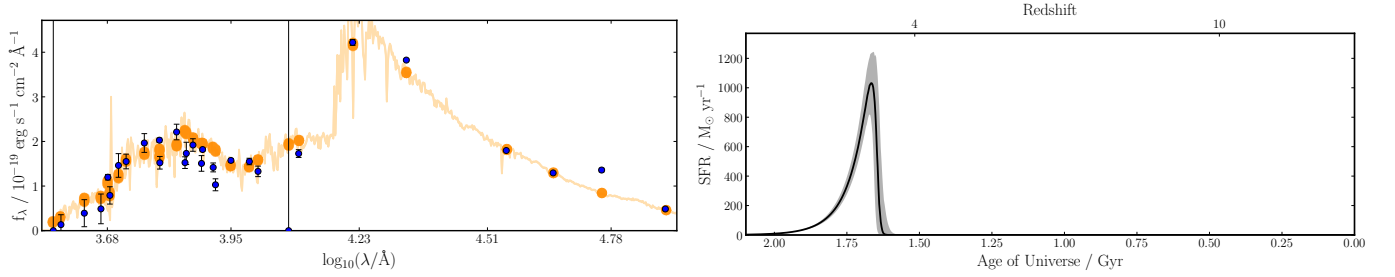 f_λ / 10⁻¹⁹ erg s⁻¹ cm⁻² Å⁻¹
4
3
2
1
0
3.68 3.95 4.23 4.51 4.78
log₁₀(λ/Å)
Redshift
4 10
SFR / M⊙ yr⁻¹
1200
1000
800
600
400
200
0
2.00 1.75 1.50 1.25 1.00 0.75 0.50 0.25 0.00
Age of Universe / Gyr